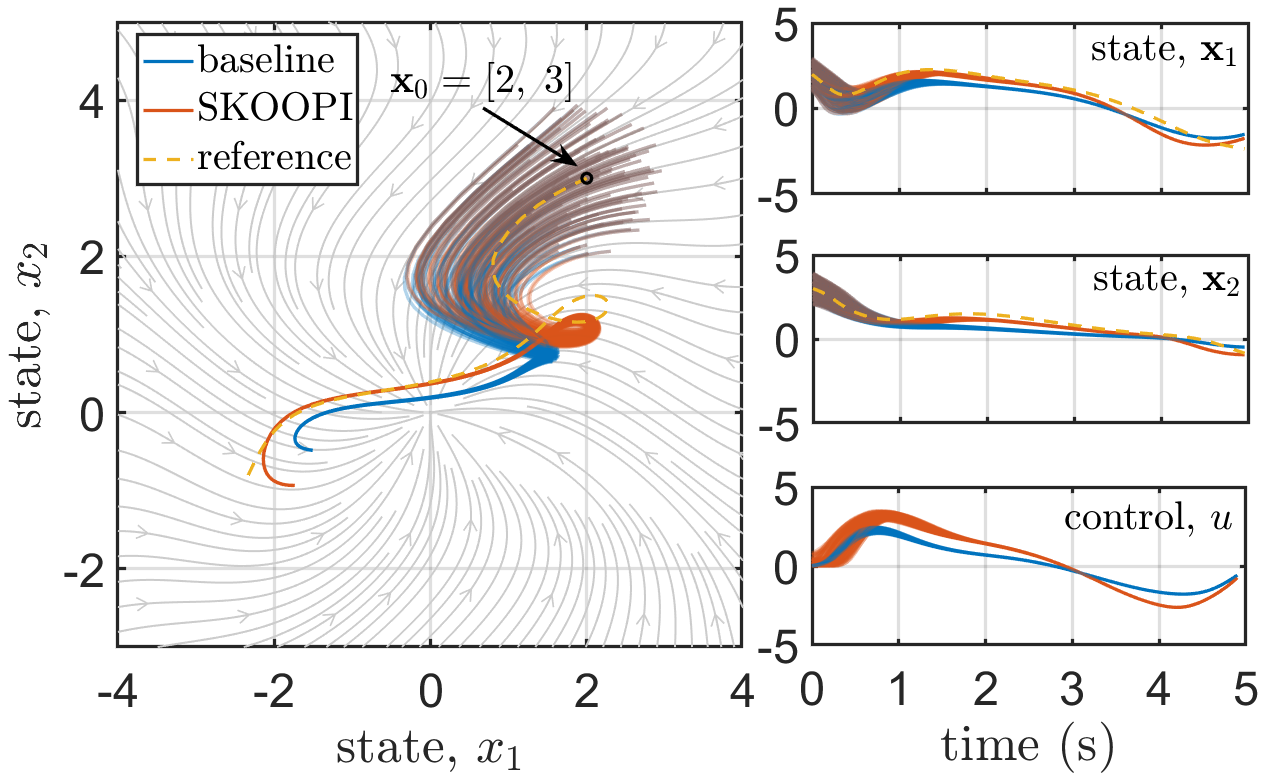 baseline
SKOOPI
reference
𝐱₀ = [2, 3]
4
2
0
-2
-4
-2
0
2
4
state, x₂
state, x₁
5
0
-5
state, 𝐱₁
5
0
-5
state, 𝐱₂
5
0
-5
control, u
0
1
2
3
4
5
time (s)